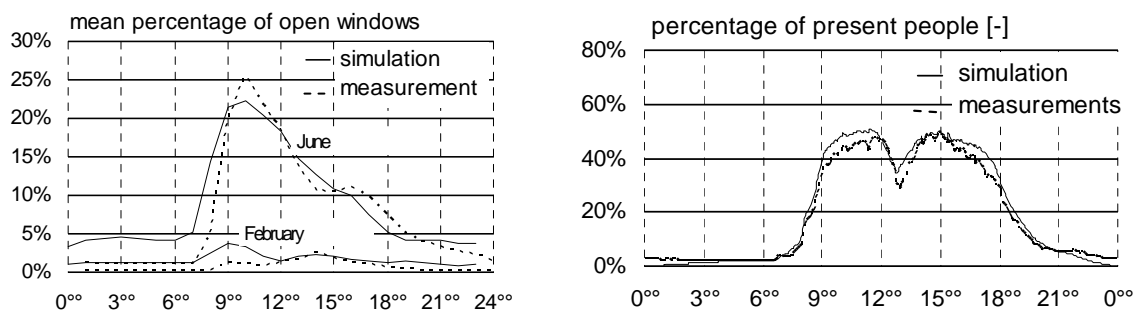 mean percentage of open windows
30%
25%
20%
15%
10%
5%
0%
simulation
measurement
June
February
0°° 3°° 6°° 9°° 12°° 15°° 18°° 21°° 24°°
percentage of present people [-]
80%
60%
40%
20%
0%
simulation
measurements
0°° 3°° 6°° 9°° 12°° 15°° 18°° 21°° 0°°